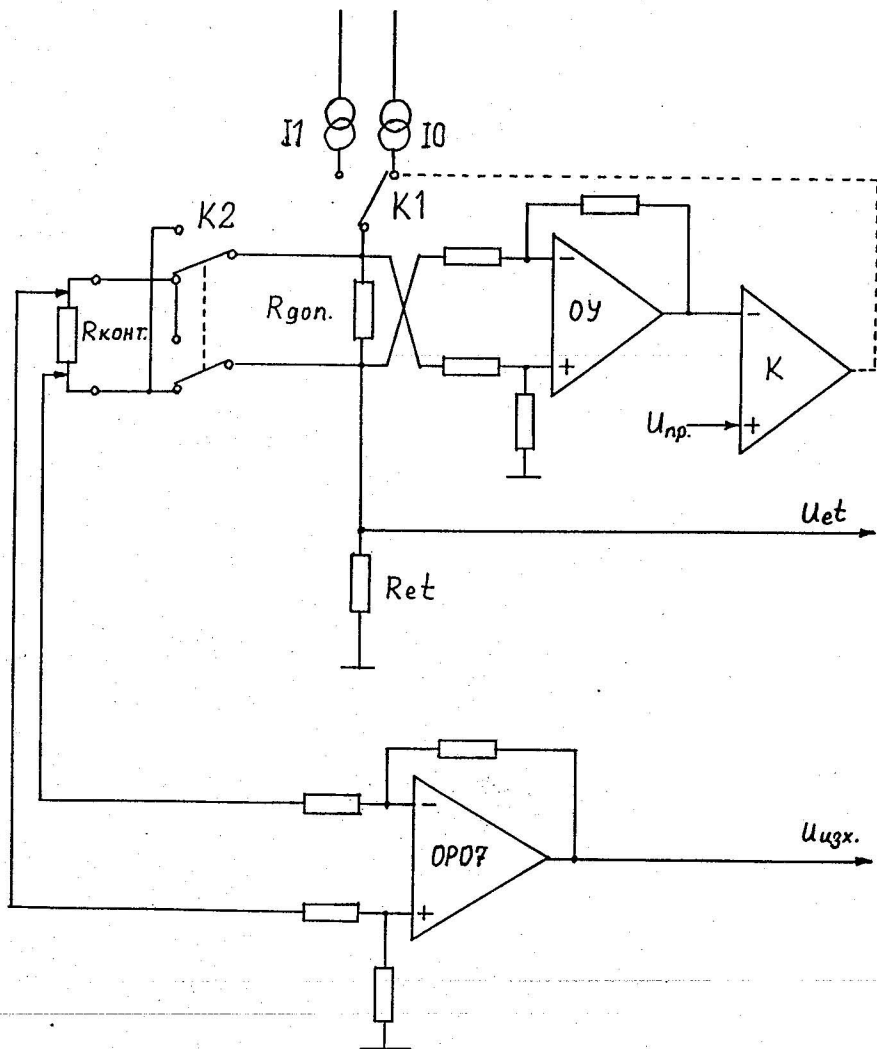 I1
I0
K1
K2
Rконт.
Rдоп.
−
ОУ
+
−
K
Uпр.
+
Uet
Ret
−
OP07
+
Uизх.